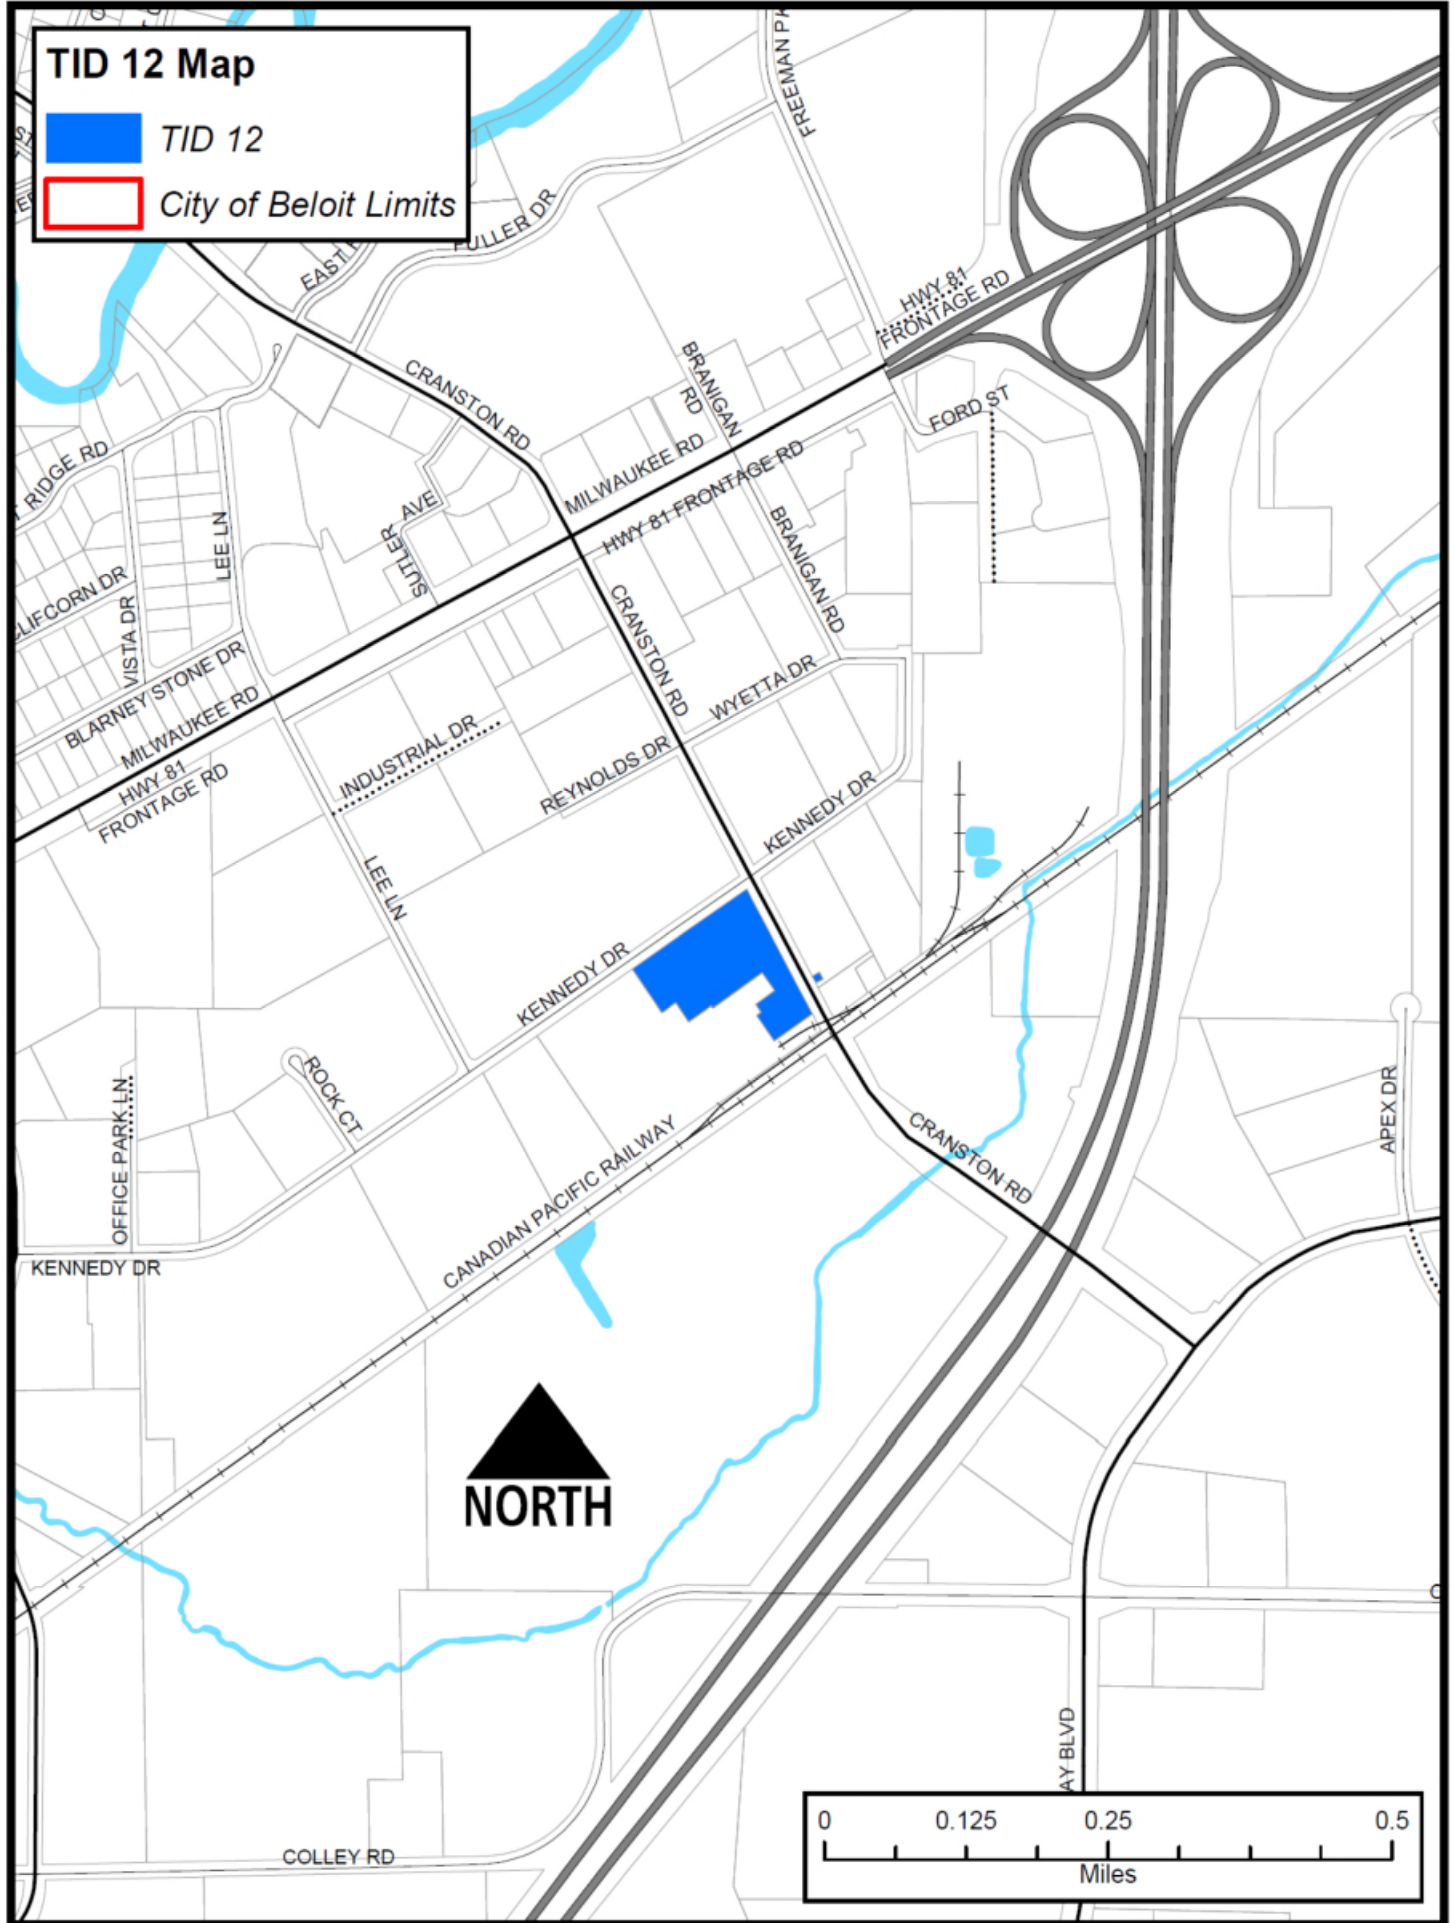 TID 12 Map
TID 12
City of Beloit Limits
FREEMAN PK
FULLER DR
HWY 81
FRONTAGE RD
CRANSTON RD
BRANIGAN
RD
FORD ST
MILWAUKEE RD
HWY 81 FRONTAGE RD
RIDGE RD
LEE LN
SUTLER AVE
BRANIGAN RD
CLIFCORN DR
VISTA DR
CRANSTON RD
BLARNEY STONE DR
WYETTA DR
MILWAUKEE RD
INDUSTRIAL DR
REYNOLDS DR
HWY 81
FRONTAGE RD
KENNEDY DR
LEE LN
KENNEDY DR
ROCK CT
OFFICE PARK LN
APEX DR
CANADIAN PACIFIC RAILWAY
CRANSTON RD
KENNEDY DR
NORTH
AY BLVD
COLLEY RD
0 0.125 0.25 0.5
Miles